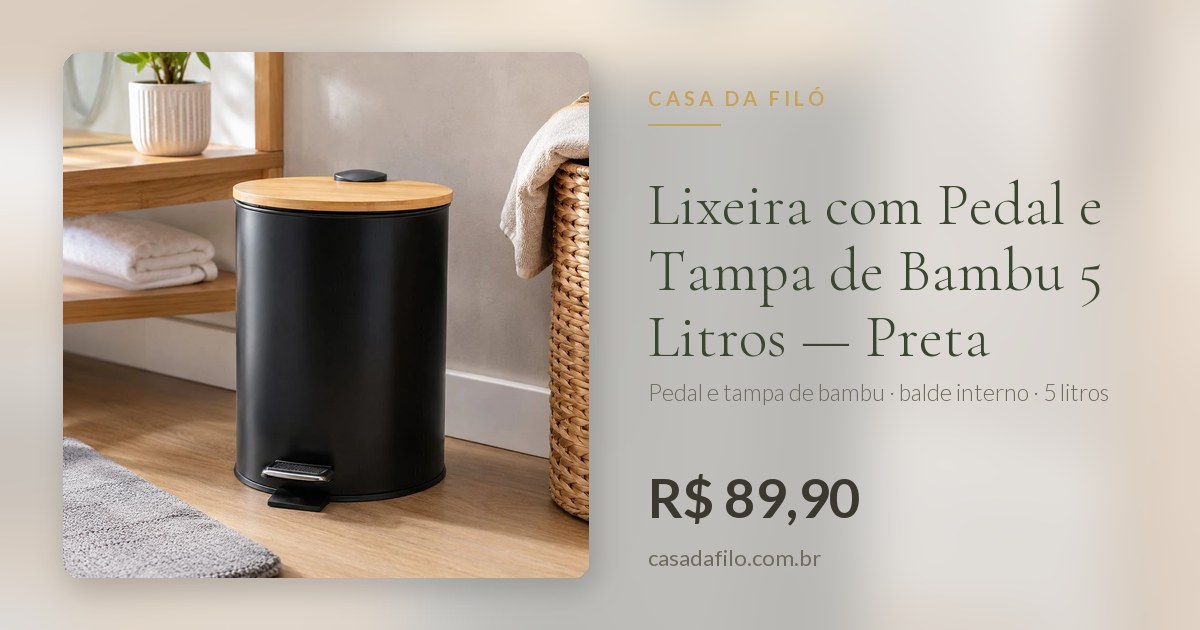 CASA DA FILÓ
Lixeira com Pedal e
Tampa de Bambu 5
Litros — Preta
Pedal e tampa de bambu · balde interno · 5 litros
R$ 89,90
casadafilo.com.br